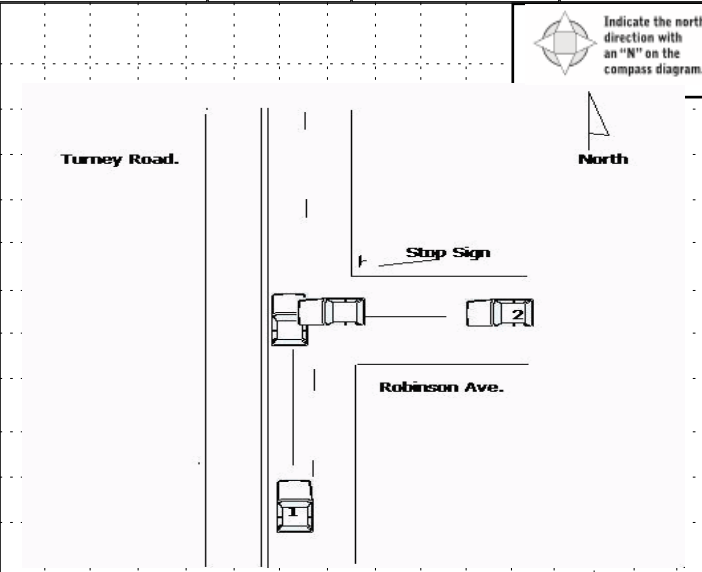 Indicate the north
direction with
an “N” on the
compass diagram.
Turney Road.
North
Stop Sign
2
Robinson Ave.
1